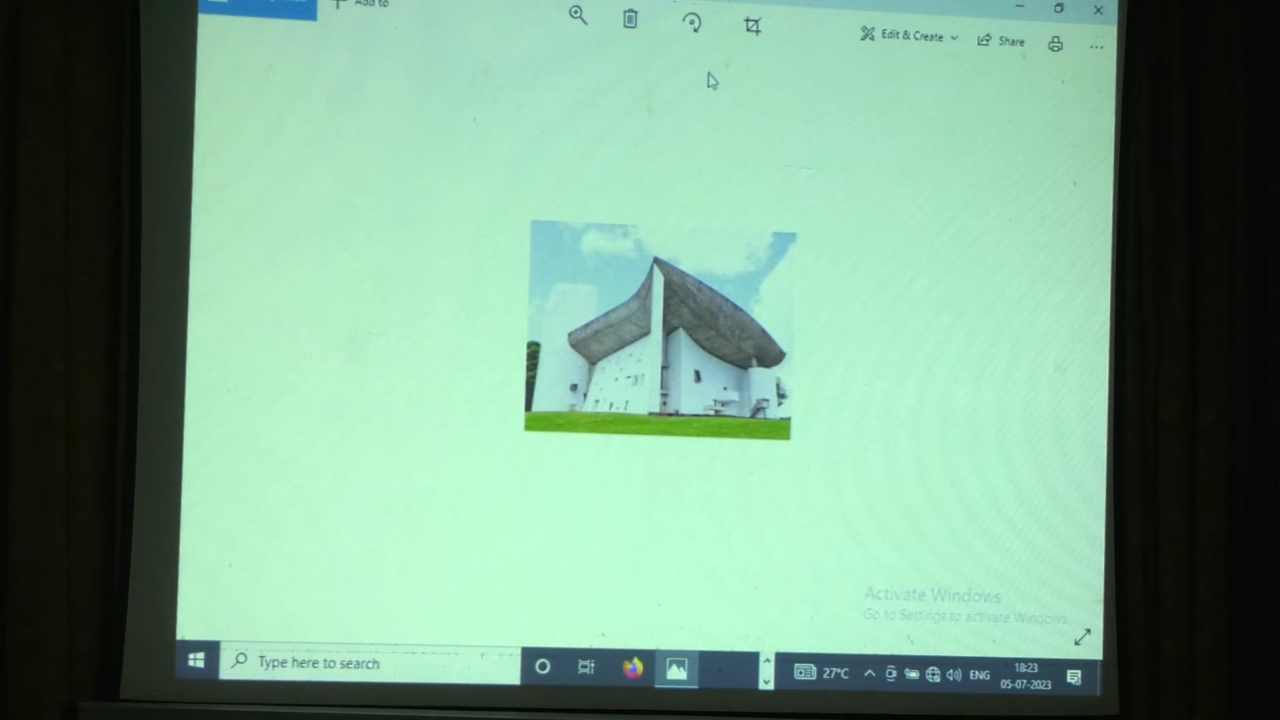 Add to
Edit & Create
Share
Activate Windows
Go to Settings to activate Windows.
Type here to search
27°C
ENG
18:23
05-07-2023